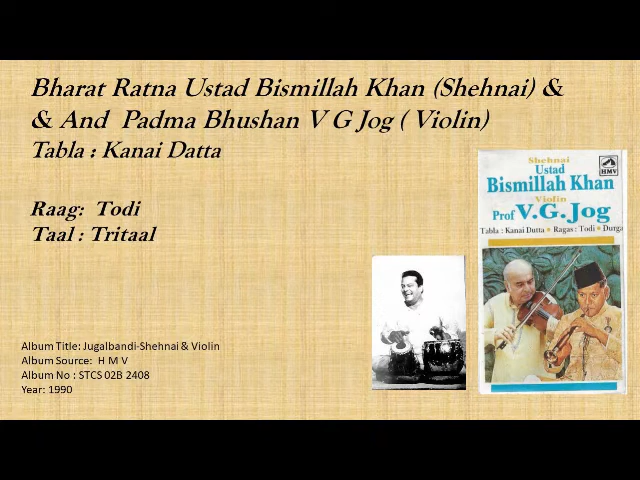 Bharat Ratna Ustad Bismillah Khan (Shehnai) &
& And Padma Bhushan V G Jog ( Violin)
Tabla : Kanai Datta
Raag: Todi
Taal : Tritaal
Shehnai
Ustad
Bismillah Khan
Violin
Prof V.G.Jog
Tabla : Kanai Dutta • Ragas : Todi • Durga
HMV
Album Title: Jugalbandi-Shehnai & Violin
Album Source: H M V
Album No : STCS 02B 2408
Year: 1990